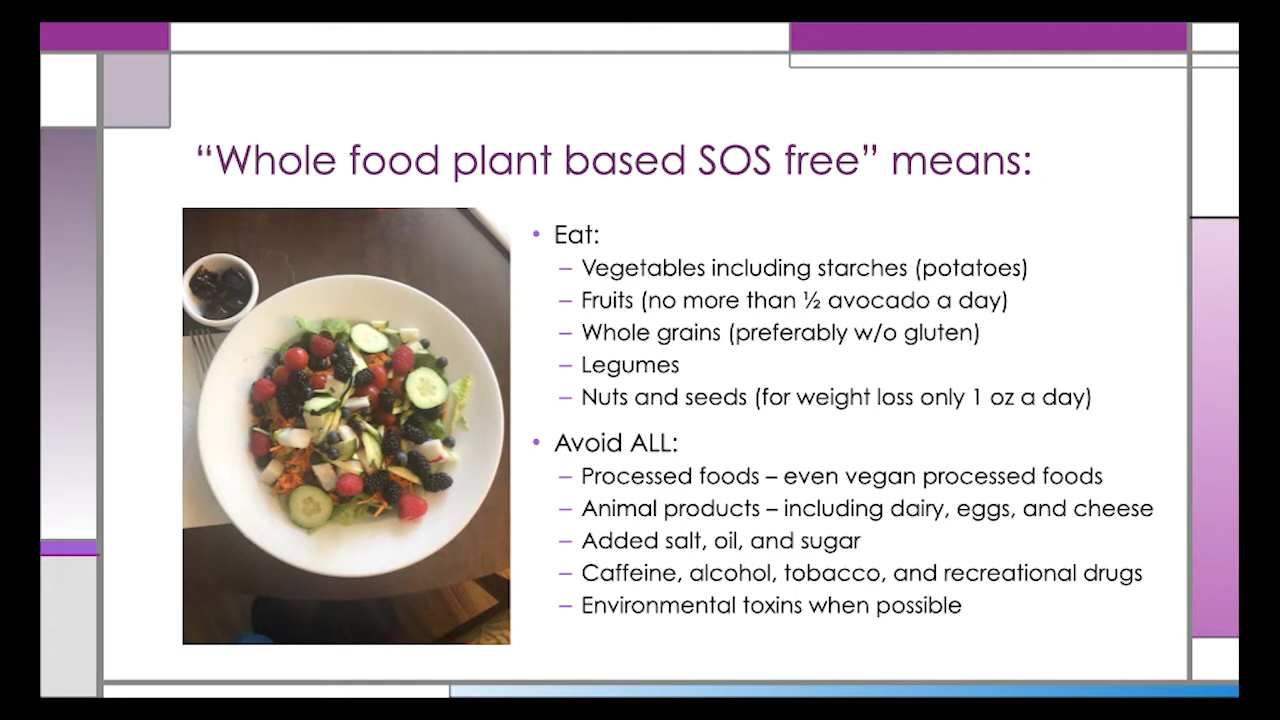 “Whole food plant based SOS free” means:
• Eat:
– Vegetables including starches (potatoes)
– Fruits (no more than ½ avocado a day)
– Whole grains (preferably w/o gluten)
– Legumes
– Nuts and seeds (for weight loss only 1 oz a day)
• Avoid ALL:
– Processed foods – even vegan processed foods
– Animal products – including dairy, eggs, and cheese
– Added salt, oil, and sugar
– Caffeine, alcohol, tobacco, and recreational drugs
– Environmental toxins when possible